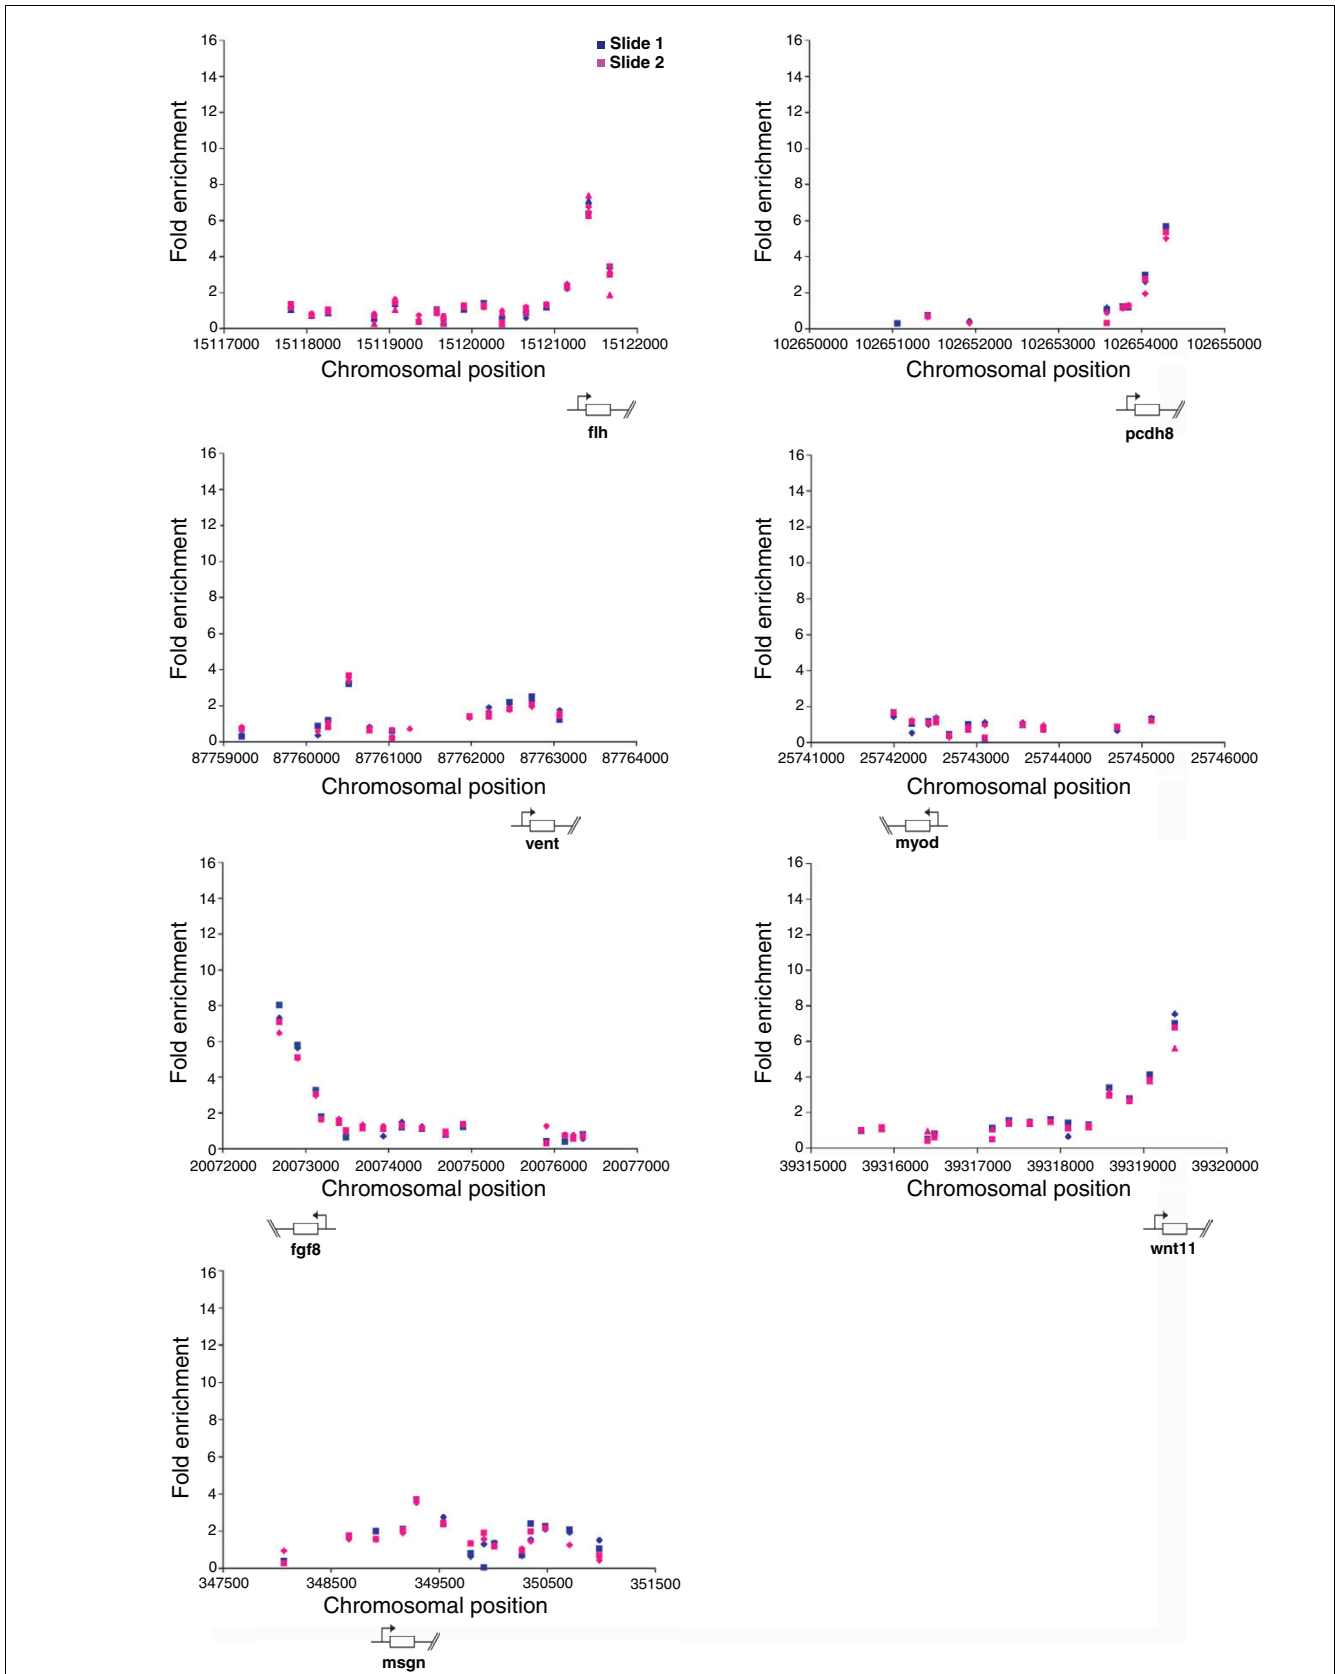 Slide 1
Slide 2
Fold enrichment
16
14
12
10
8
6
4
2
0
15117000 15118000 15119000 15120000 15121000 15122000
Chromosomal position
flh
Fold enrichment
16
14
12
10
8
6
4
2
0
102650000 102651000 102652000 102653000 102654000 102655000
Chromosomal position
pcdh8
Fold enrichment
16
14
12
10
8
6
4
2
0
87759000 87760000 87761000 87762000 87763000 87764000
Chromosomal position
vent
Fold enrichment
16
14
12
10
8
6
4
2
0
25741000 25742000 25743000 25744000 25745000 25746000
Chromosomal position
myod
Fold enrichment
16
14
12
10
8
6
4
2
0
20072000 20073000 20074000 20075000 20076000 20077000
Chromosomal position
fgf8
Fold enrichment
16
14
12
10
8
6
4
2
0
39315000 39316000 39317000 39318000 39319000 39320000
Chromosomal position
wnt11
Fold enrichment
16
14
12
10
8
6
4
2
0
347500 348500 349500 350500 351500
Chromosomal position
msgn